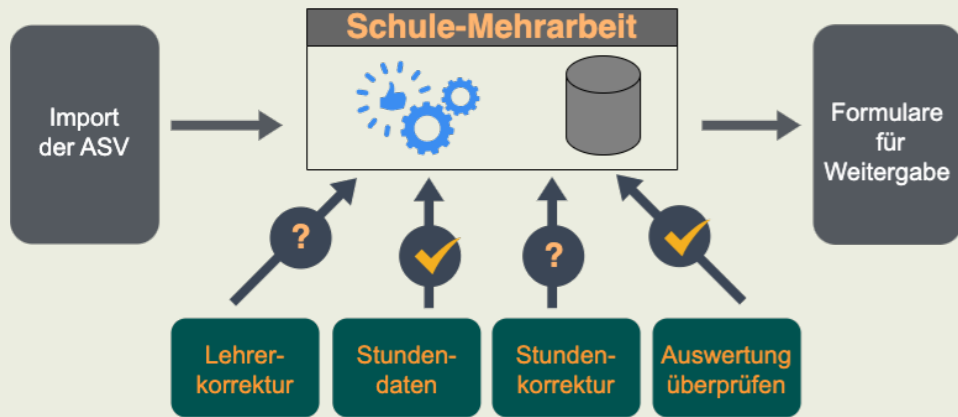 Schule-Mehrarbeit
Import
der ASV
Formulare
für
Weitergabe
?
?
Lehrer-
korrektur
Stunden-
daten
Stunden-
korrektur
Auswertung
überprüfen